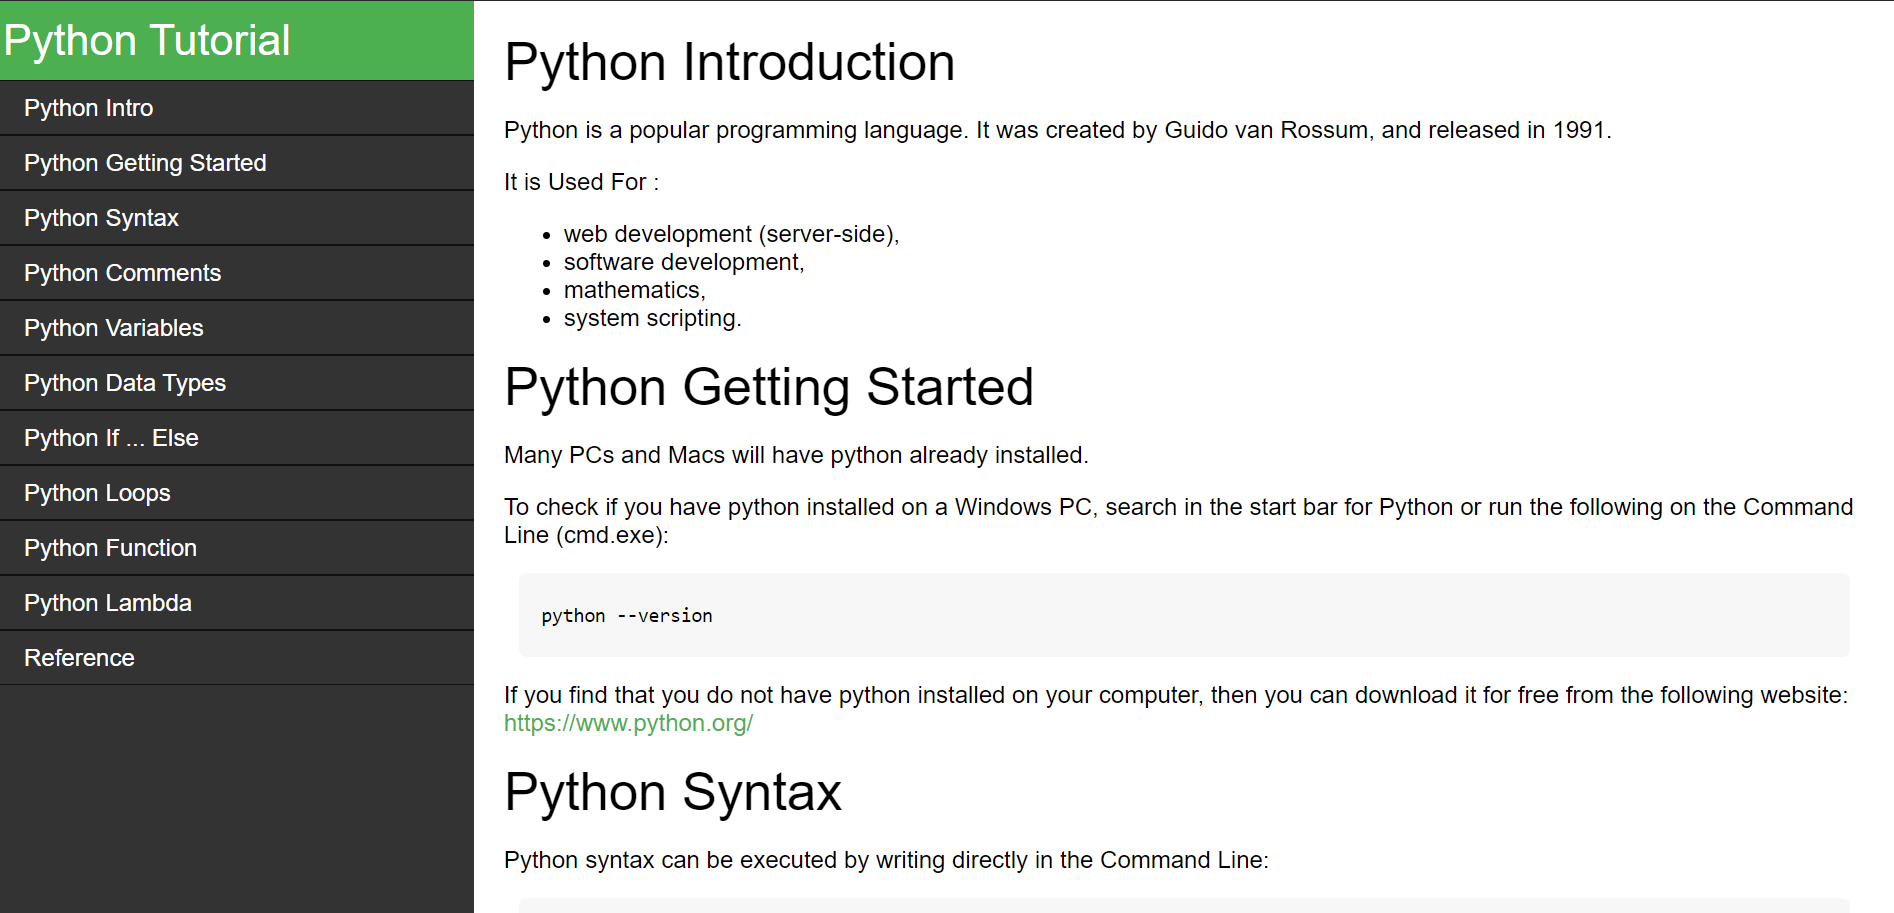 Python Tutorial
Python Intro
Python Getting Started
Python Syntax
Python Comments
Python Variables
Python Data Types
Python If ... Else
Python Loops
Python Function
Python Lambda
Reference
Python Introduction
Python is a popular programming language. It was created by Guido van Rossum, and released in 1991.
It is Used For :
• web development (server-side),
• software development,
• mathematics,
• system scripting.
Python Getting Started
Many PCs and Macs will have python already installed.
To check if you have python installed on a Windows PC, search in the start bar for Python or run the following on the Command
Line (cmd.exe):
python --version
If you find that you do not have python installed on your computer, then you can download it for free from the following website:
https://www.python.org/
Python Syntax
Python syntax can be executed by writing directly in the Command Line: